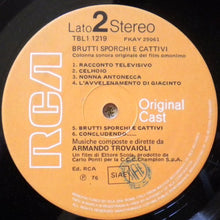 Lato 2 Stereo
TBL1 1219
PKAY 25061
BRUTTI SPORCHI E CATTIVI
Colonna sonora originale del film omonimo
1 - RACCONTO TELEVISIVO
2 - CELHOIO
3 - NONNA ANTONECCA
4 - L'AVVELENAMENTO DI GIACINTO
RCA
Original
Cast
5 - BRUTTI SPORCHI E CATTIVI
6 - CONCLUDENDO.....
Musiche composte e dirette da
ARMANDO TROVAIOLI
Un film di Ettore Scola, prodotto da
Carlo Ponti per la C.C.Champion S.p.A.
Ed. RCA
SIAE
℗ 76